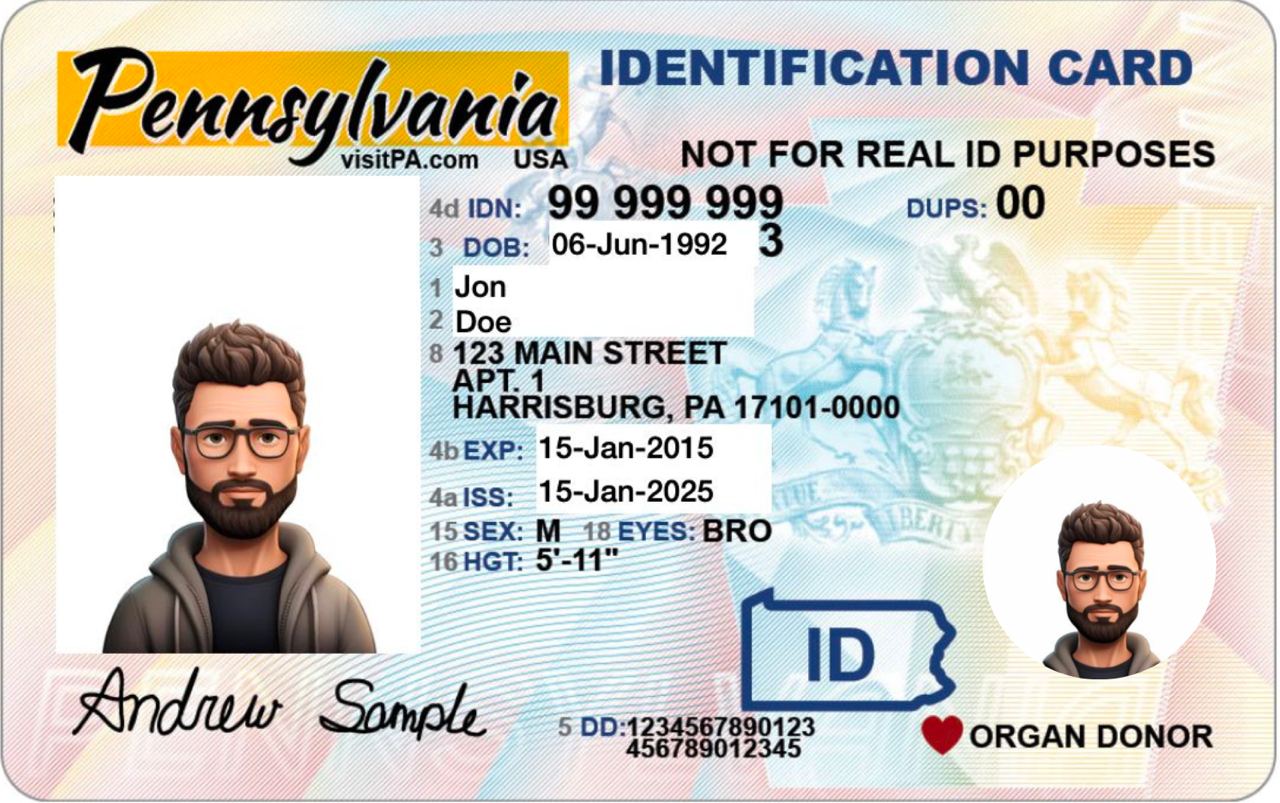 Pennsylvania
visitPA.com USA
IDENTIFICATION CARD
NOT FOR REAL ID PURPOSES
4d IDN: 99 999 999 DUPS: 00
3 DOB: 06-Jun-1992 3
1 Jon
2 Doe
8 123 MAIN STREET
APT. 1
HARRISBURG, PA 17101-0000
4b EXP: 15-Jan-2015
4a ISS: 15-Jan-2025
15 SEX: M 18 EYES: BRO
16 HGT: 5'-11"
VIRTUE LIBERTY
ID
Andrew Sample
5 DD:1234567890123
456789012345
ORGAN DONOR